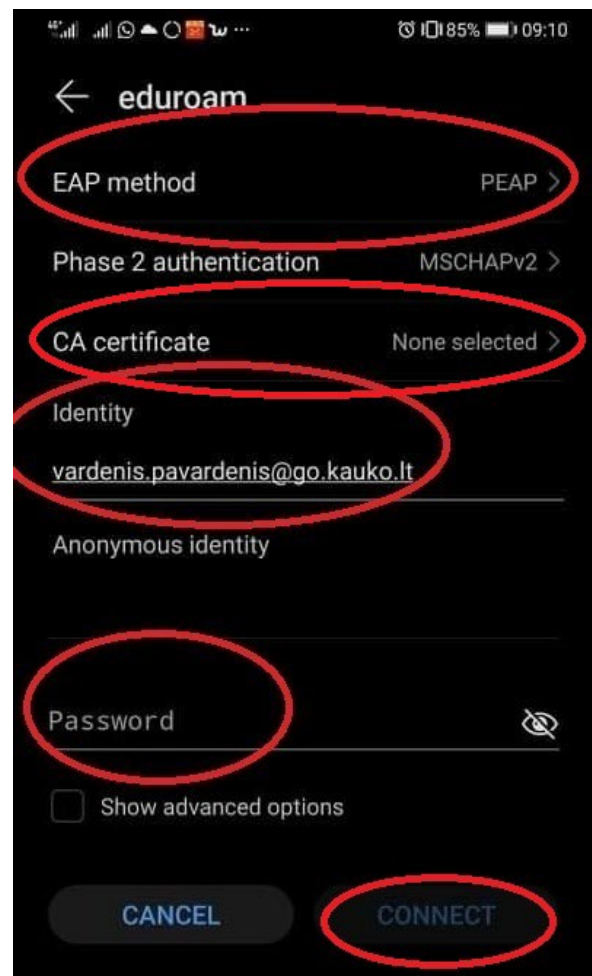 46 85% 09:10
eduroam
EAP method PEAP
Phase 2 authentication MSCHAPv2
CA certificate None selected
Identity
vardenis.pavardenis@go.kauko.lt
Anonymous identity
Password
Show advanced options
CANCEL CONNECT